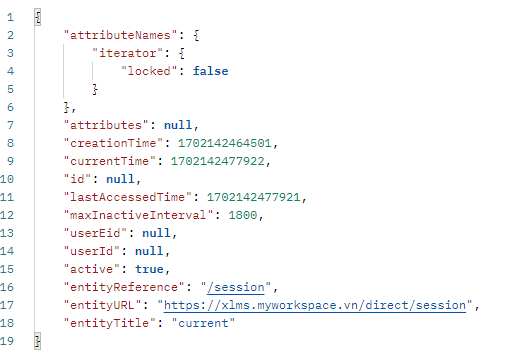 1 {
2 "attributeNames": {
3 "iterator": {
4 "locked": false
5 }
6 },
7 "attributes": null,
8 "creationTime": 1702142464501,
9 "currentTime": 1702142477922,
10 "id": null,
11 "lastAccessedTime": 1702142477921,
12 "maxInactiveInterval": 1800,
13 "userEid": null,
14 "userId": null,
15 "active": true,
16 "entityReference": "/session",
17 "entityURL": "https://xlms.myworkspace.vn/direct/session",
18 "entityTitle": "current"
19 }